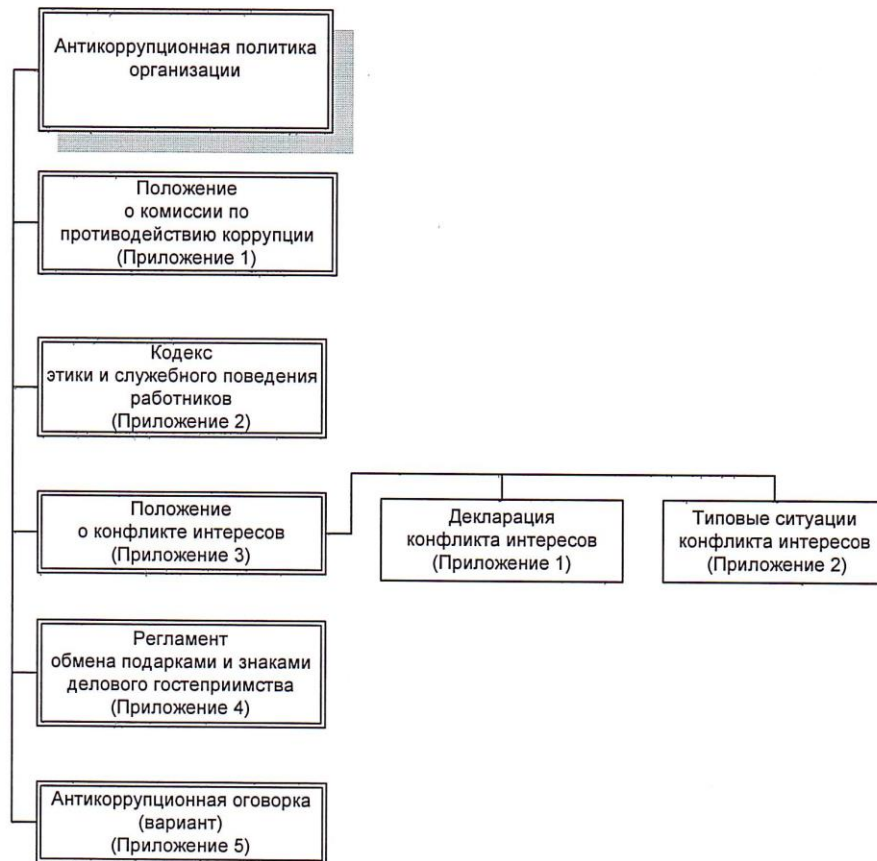 Антикоррупционная политика
организации
Положение
о комиссии по
противодействию коррупции
(Приложение 1)
Кодекс
этики и служебного поведения
работников
(Приложение 2)
Положение
о конфликте интересов
(Приложение 3)
Декларация
конфликта интересов
(Приложение 1)
Типовые ситуации
конфликта интересов
(Приложение 2)
Регламент
обмена подарками и знаками
делового гостеприимства
(Приложение 4)
Антикоррупционная оговорка
(вариант)
(Приложение 5)